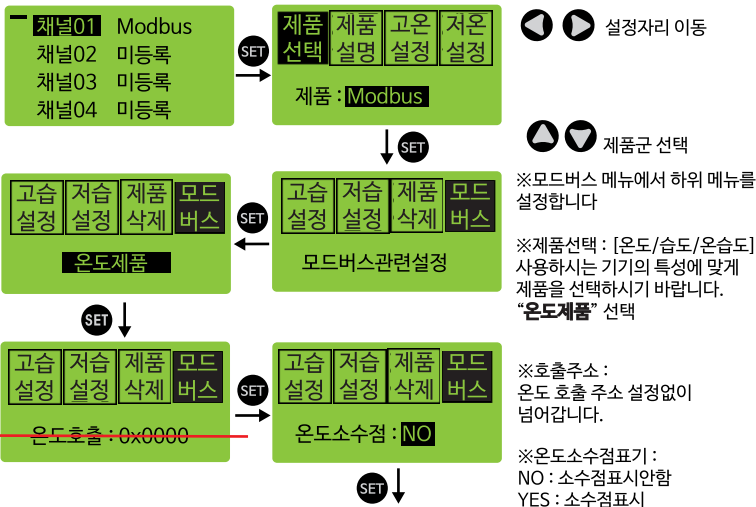 채널01 Modbus
채널02 미등록
채널03 미등록
채널04 미등록
SET
제품 제품 고온 저온
선택 설명 설정 설정
제품 : Modbus
설정자리 이동
제품군 선택
SET
고습 저습 제품 모드
설정 설정 삭제 버스
온도제품
SET
고습 저습 제품 모드
설정 설정 삭제 버스
모드버스관련설정
※모드버스 메뉴에서 하위 메뉴를
설정합니다
※제품선택 : [온도/습도/온습도]
사용하시는 기기의 특성에 맞게
제품을 선택하시기 바랍니다.
“온도제품” 선택
SET
고습 저습 제품 모드
설정 설정 삭제 버스
온도호출 : 0x0000
SET
고습 저습 제품 모드
설정 설정 삭제 버스
온도소수점 : NO
SET
※호출주소 :
온도 호출 주소 설정없이
넘어갑니다.
※온도소수점표기 :
NO : 소수점표시안함
YES : 소수점표시